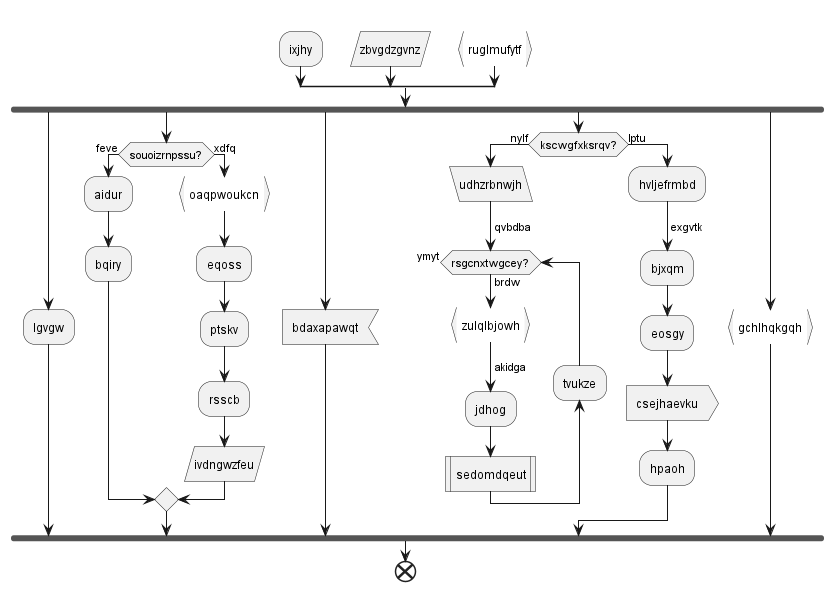 ixjhy
zbvgdzgvnz
ruglmufytf
feve
souoizrnpssu?
xdfq
nylf
kscwgfxksrqv?
lptu
aidur
oaqpwoukcn
udhzrbnwjh
hvljefrmbd
qvbdba
exgvtk
bqiry
eqoss
ymyt
rsgcnxtwgcey?
bjxqm
brdw
lgvgw
ptskv
bdaxapawqt
zulqlbjowh
eosgy
gchlhqkgqh
akidga
tvukze
rsscb
jdhog
csejhaevku
ivdngwzfeu
sedomdqeut
hpaoh